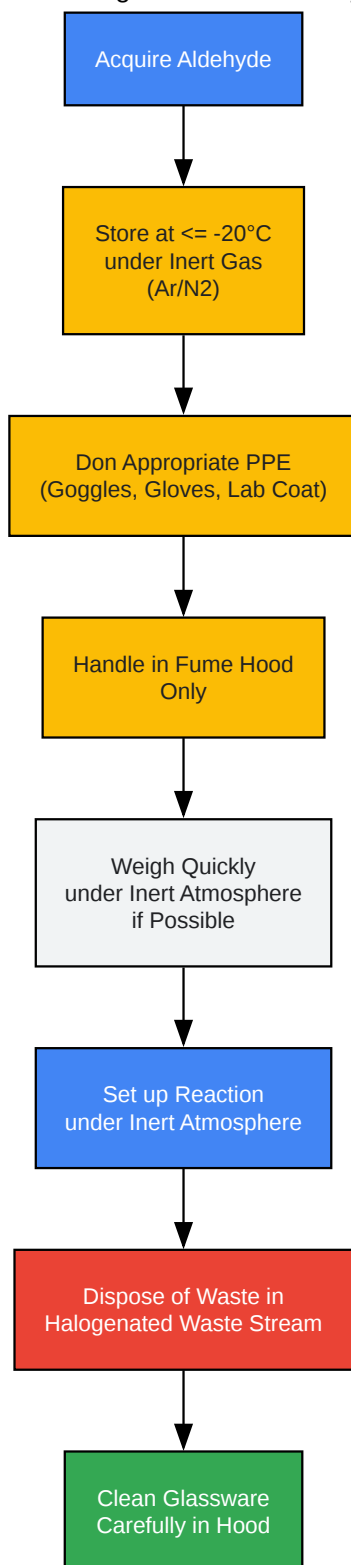 Acquire Aldehyde
Store at <= -20°C
under Inert Gas
(Ar/N2)
Don Appropriate PPE
(Goggles, Gloves, Lab Coat)
Handle in Fume Hood
Only
Weigh Quickly
under Inert Atmosphere
if Possible
Set up Reaction
under Inert Atmosphere
Dispose of Waste in
Halogenated Waste Stream
Clean Glassware
Carefully in Hood